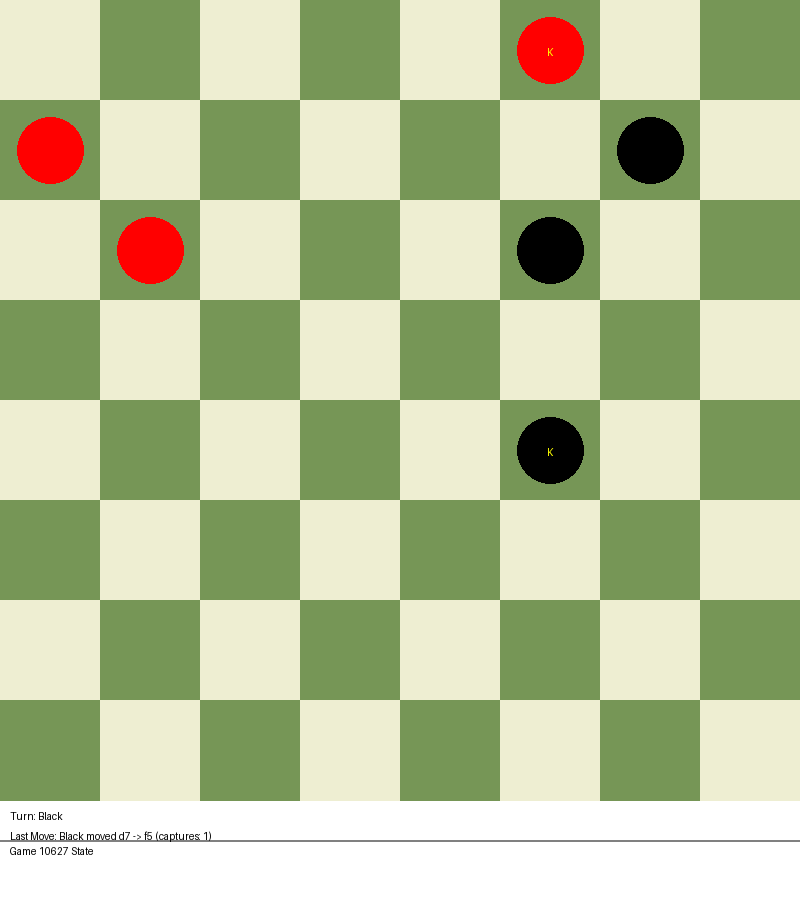 K
K
Turn: Black
Last Move: Black moved d7 -> f5 (captures: 1)
Game 10627 State